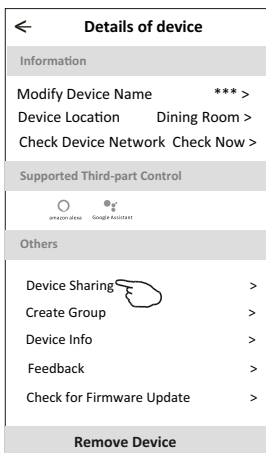 ← Details of device
Information
Modify Device Name *** >
Device Location Dining Room >
Check Device Network Check Now >
Supported Third-part Control
amazon alexa Google Assistant
Others
Device Sharing >
Create Group >
Device Info >
Feedback >
Check for Firmware Update >
Remove Device